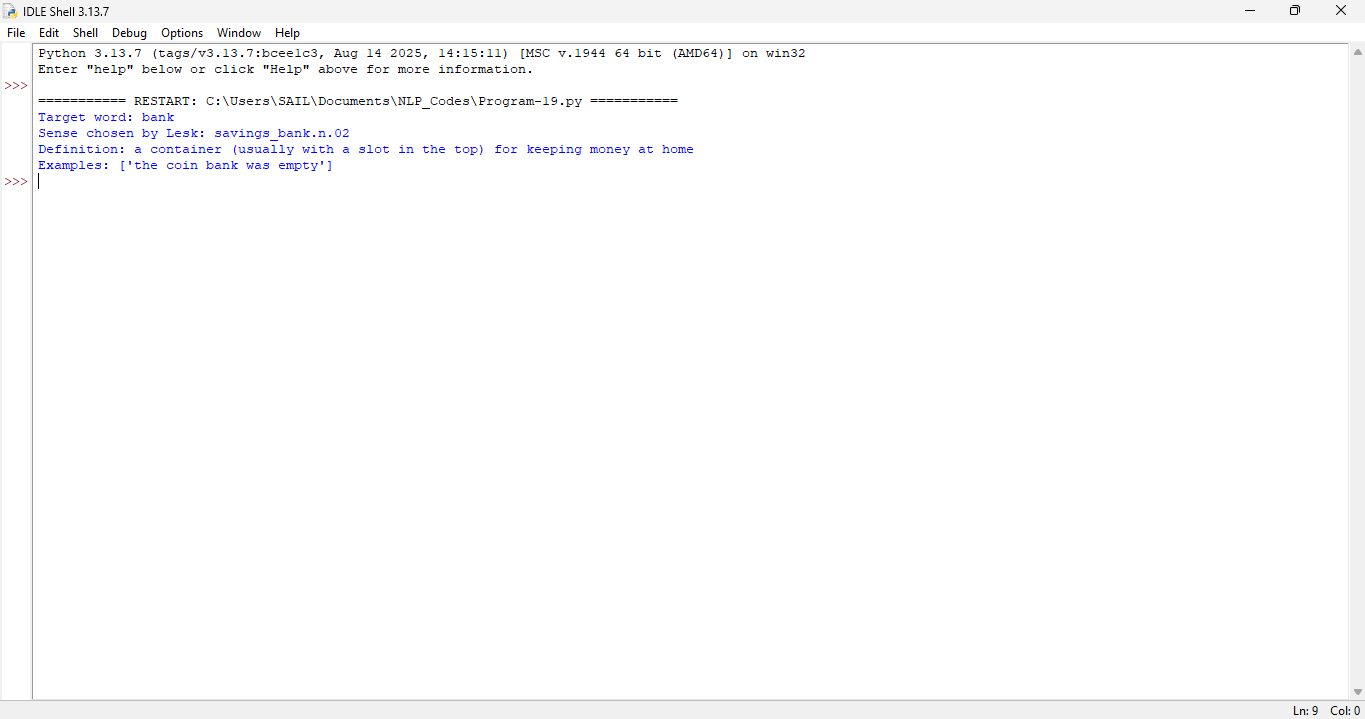 IDLE Shell 3.13.7
File Edit Shell Debug Options Window Help
Python 3.13.7 (tags/v3.13.7:bceelc3, Aug 14 2025, 14:15:11) [MSC v.1944 64 bit (AMD64)] on win32
Enter "help" below or click "Help" above for more information.
>>>
=========== RESTART: C:\Users\SAIL\Documents\NLP_Codes\Program-19.py ===========
Target word: bank
Sense chosen by Lesk: savings_bank.n.02
Definition: a container (usually with a slot in the top) for keeping money at home
Examples: ['the coin bank was empty']
>>>
Ln: 9 Col: 0